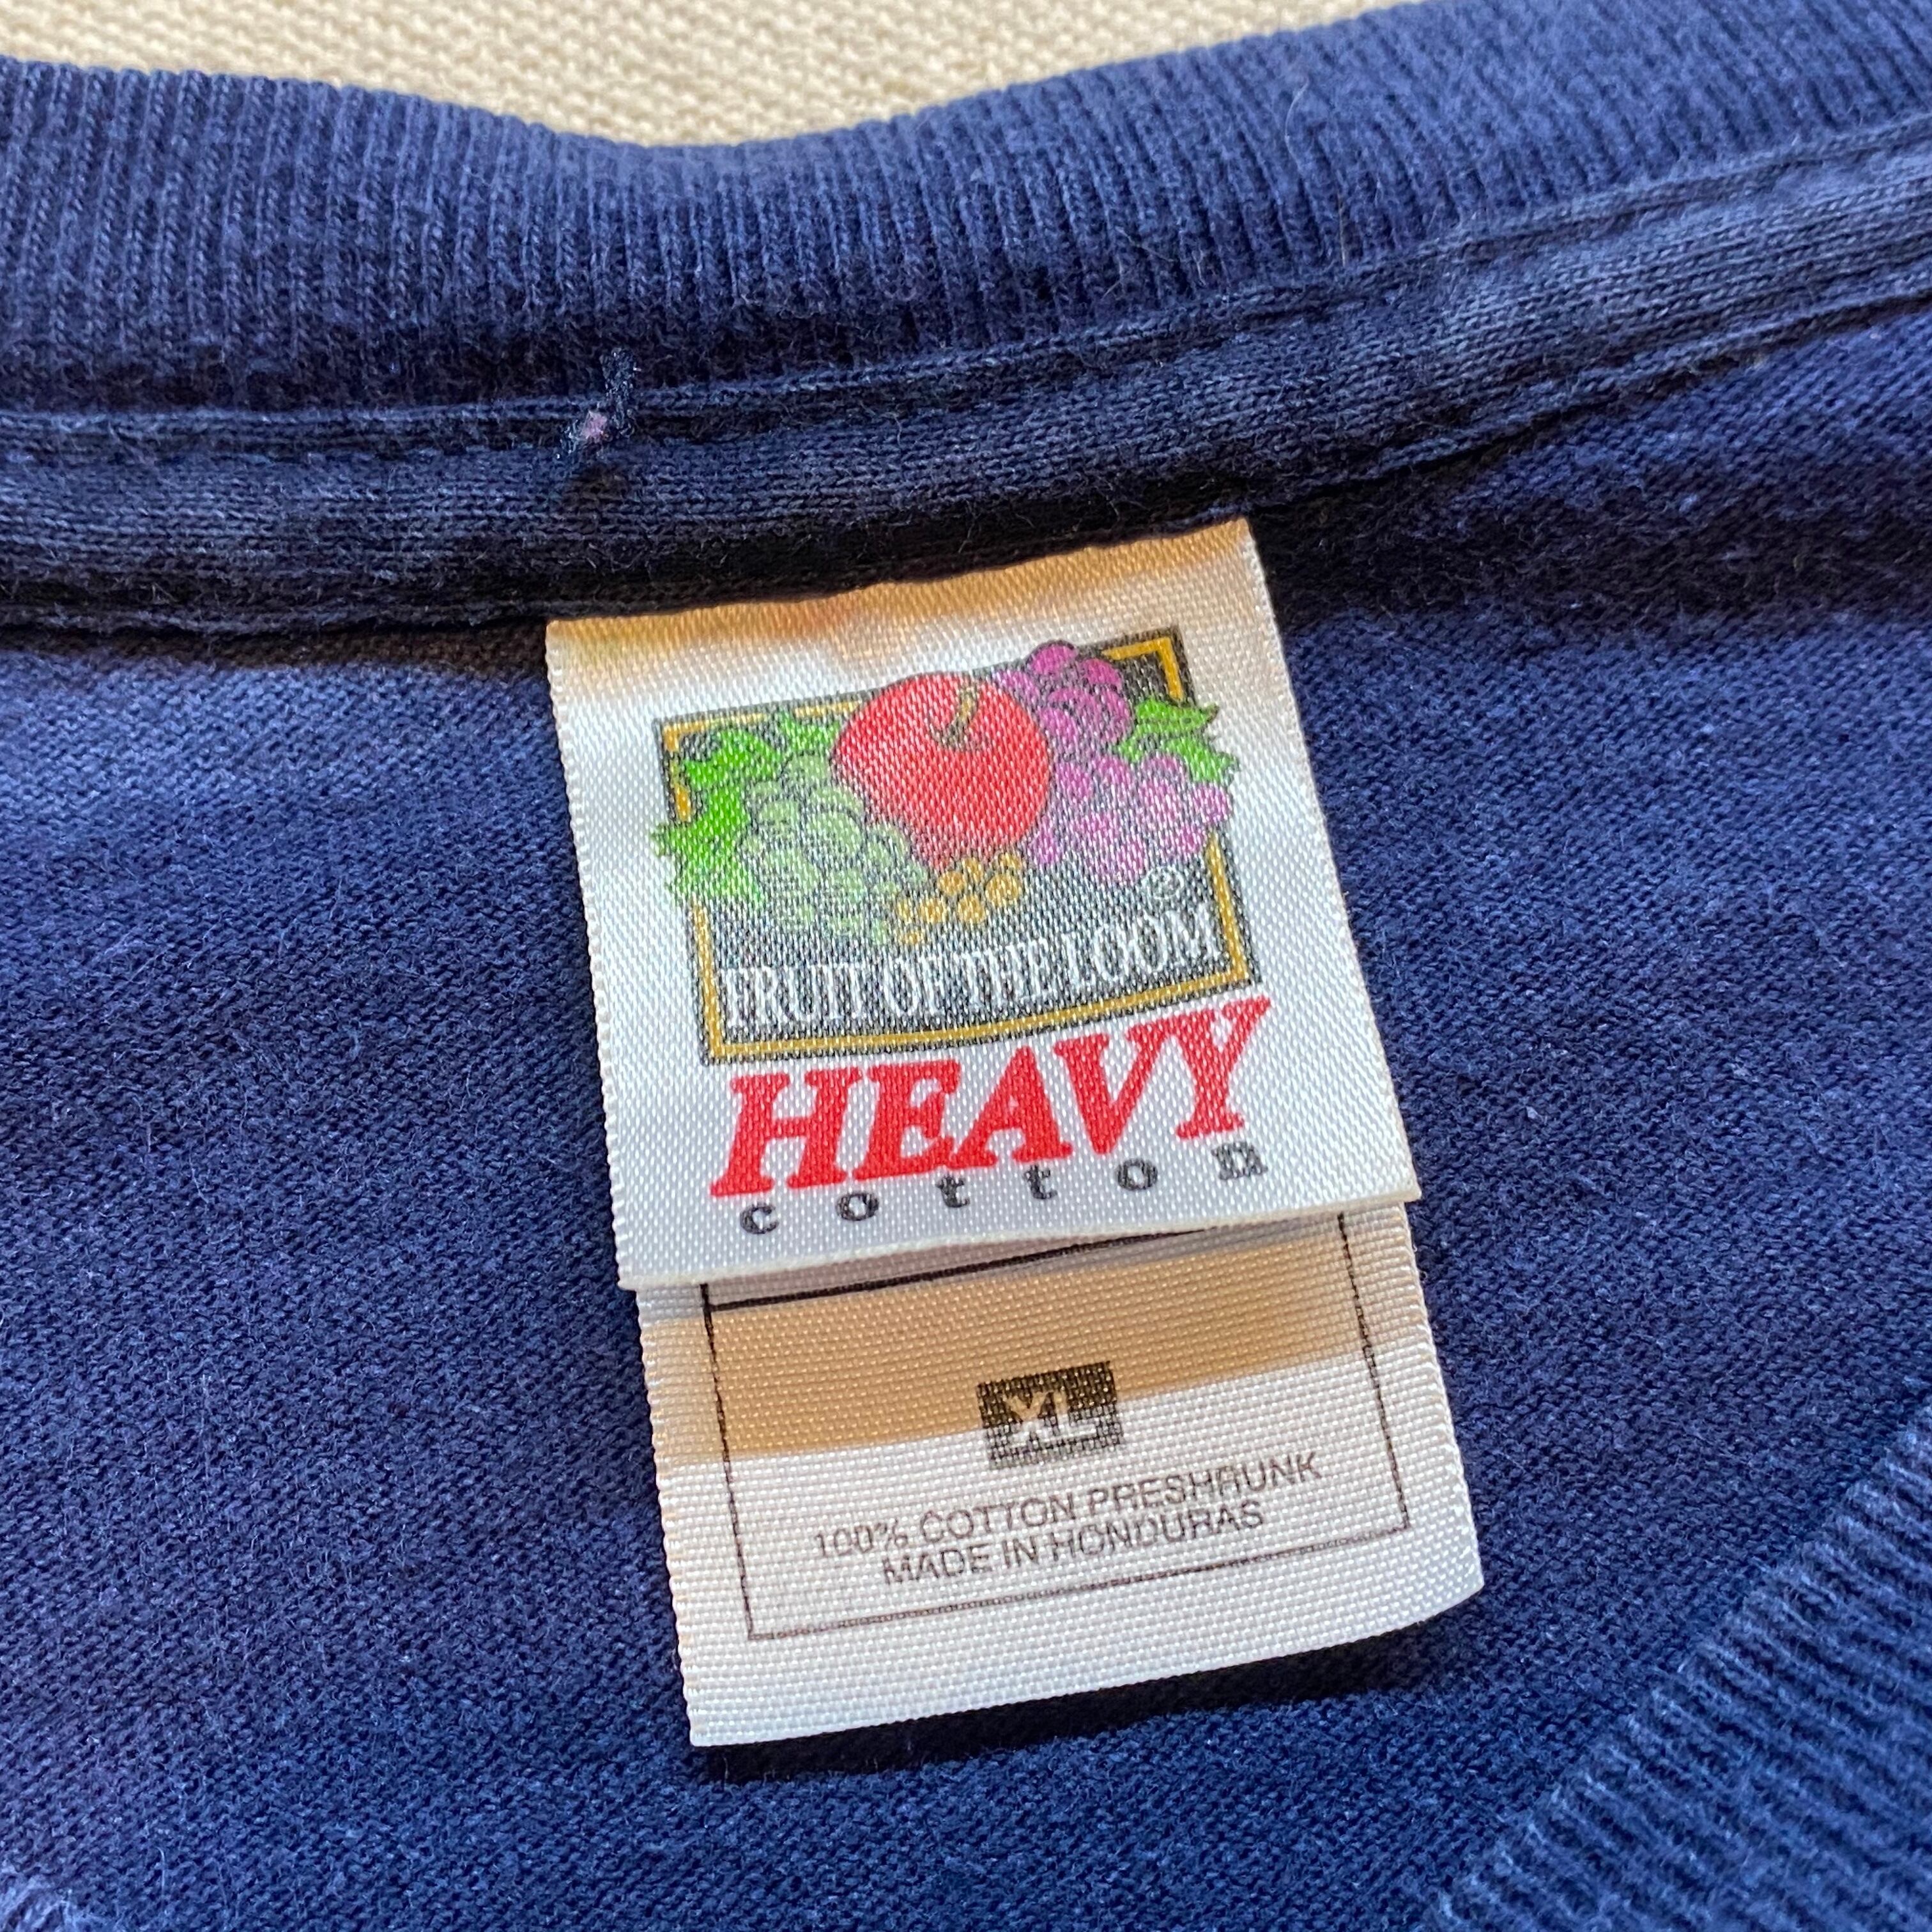 ©
FRUIT OF THE LOOM
HEAVY
cotton
XL
100% COTTON PRESHRUNK
MADE IN HONDURAS